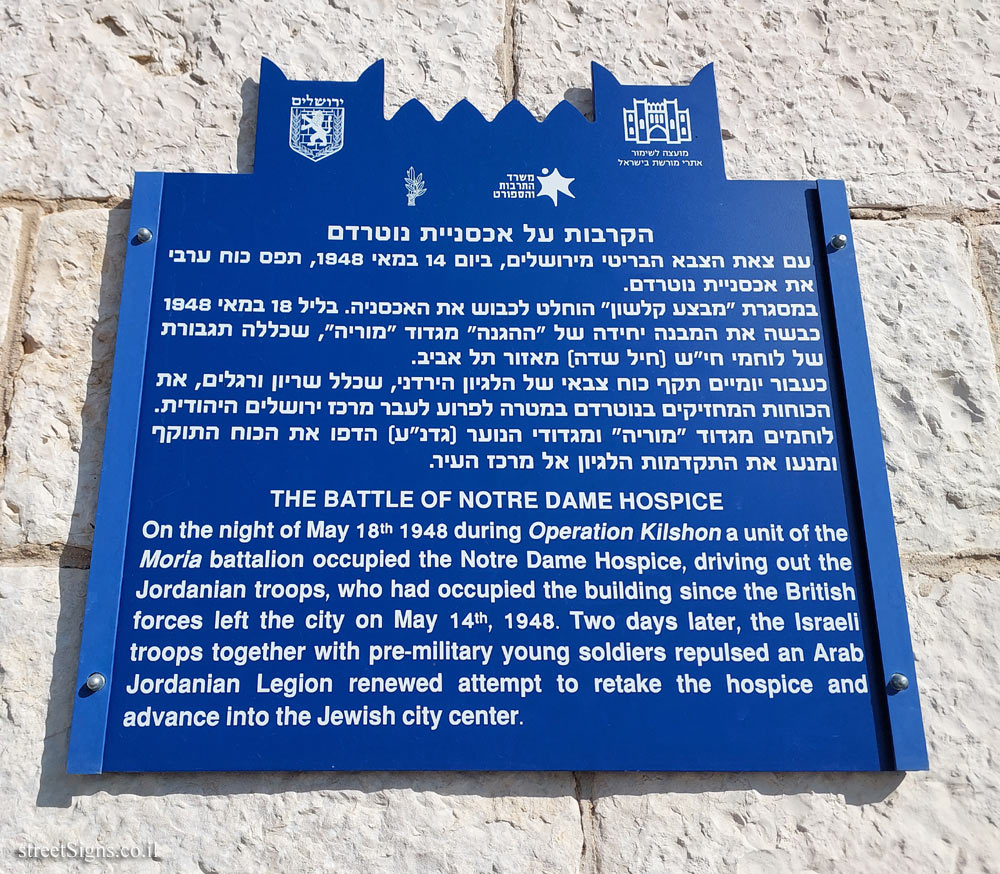 ירושלים
מועצה לשימור
אתרי מורשת בישראל
משרד
התרבות
והספורט
הקרבות על אכסניית נוטרדם
עם צאת הצבא הבריטי מירושלים, ביום 14 במאי 1948, תפס כוח ערבי
את אכסניית נוטרדם.
במסגרת "מבצע קלשון" הוחלט לכבוש את האכסניה. בליל 18 במאי 1948
כבשה את המבנה יחידה של "ההגנה" מגדוד "מוריה", שכללה תגבורת
של לוחמי חי"ש (חיל שדה) מאזור תל אביב.
כעבור יומיים תקף כוח צבאי של הלגיון הירדני, שכלל שריון ורגלים, את
הכוחות המחזיקים בנוטרדם במטרה לפרוע לעבר מרכז ירושלים היהודית.
לוחמים מגדוד "מוריה" ומגדודי הנוער (גדנ"ע) הדפו את הכוח התוקף
ומנעו את התקדמות הלגיון אל מרכז העיר.
THE BATTLE OF NOTRE DAME HOSPICE
On the night of May 18th 1948 during Operation Kilshon a unit of the
Moria battalion occupied the Notre Dame Hospice, driving out the
Jordanian troops, who had occupied the building since the British
forces left the city on May 14th, 1948. Two days later, the Israeli
troops together with pre-military young soldiers repulsed an Arab
Jordanian Legion renewed attempt to retake the hospice and
advance into the Jewish city center.
streetSigns.co.il